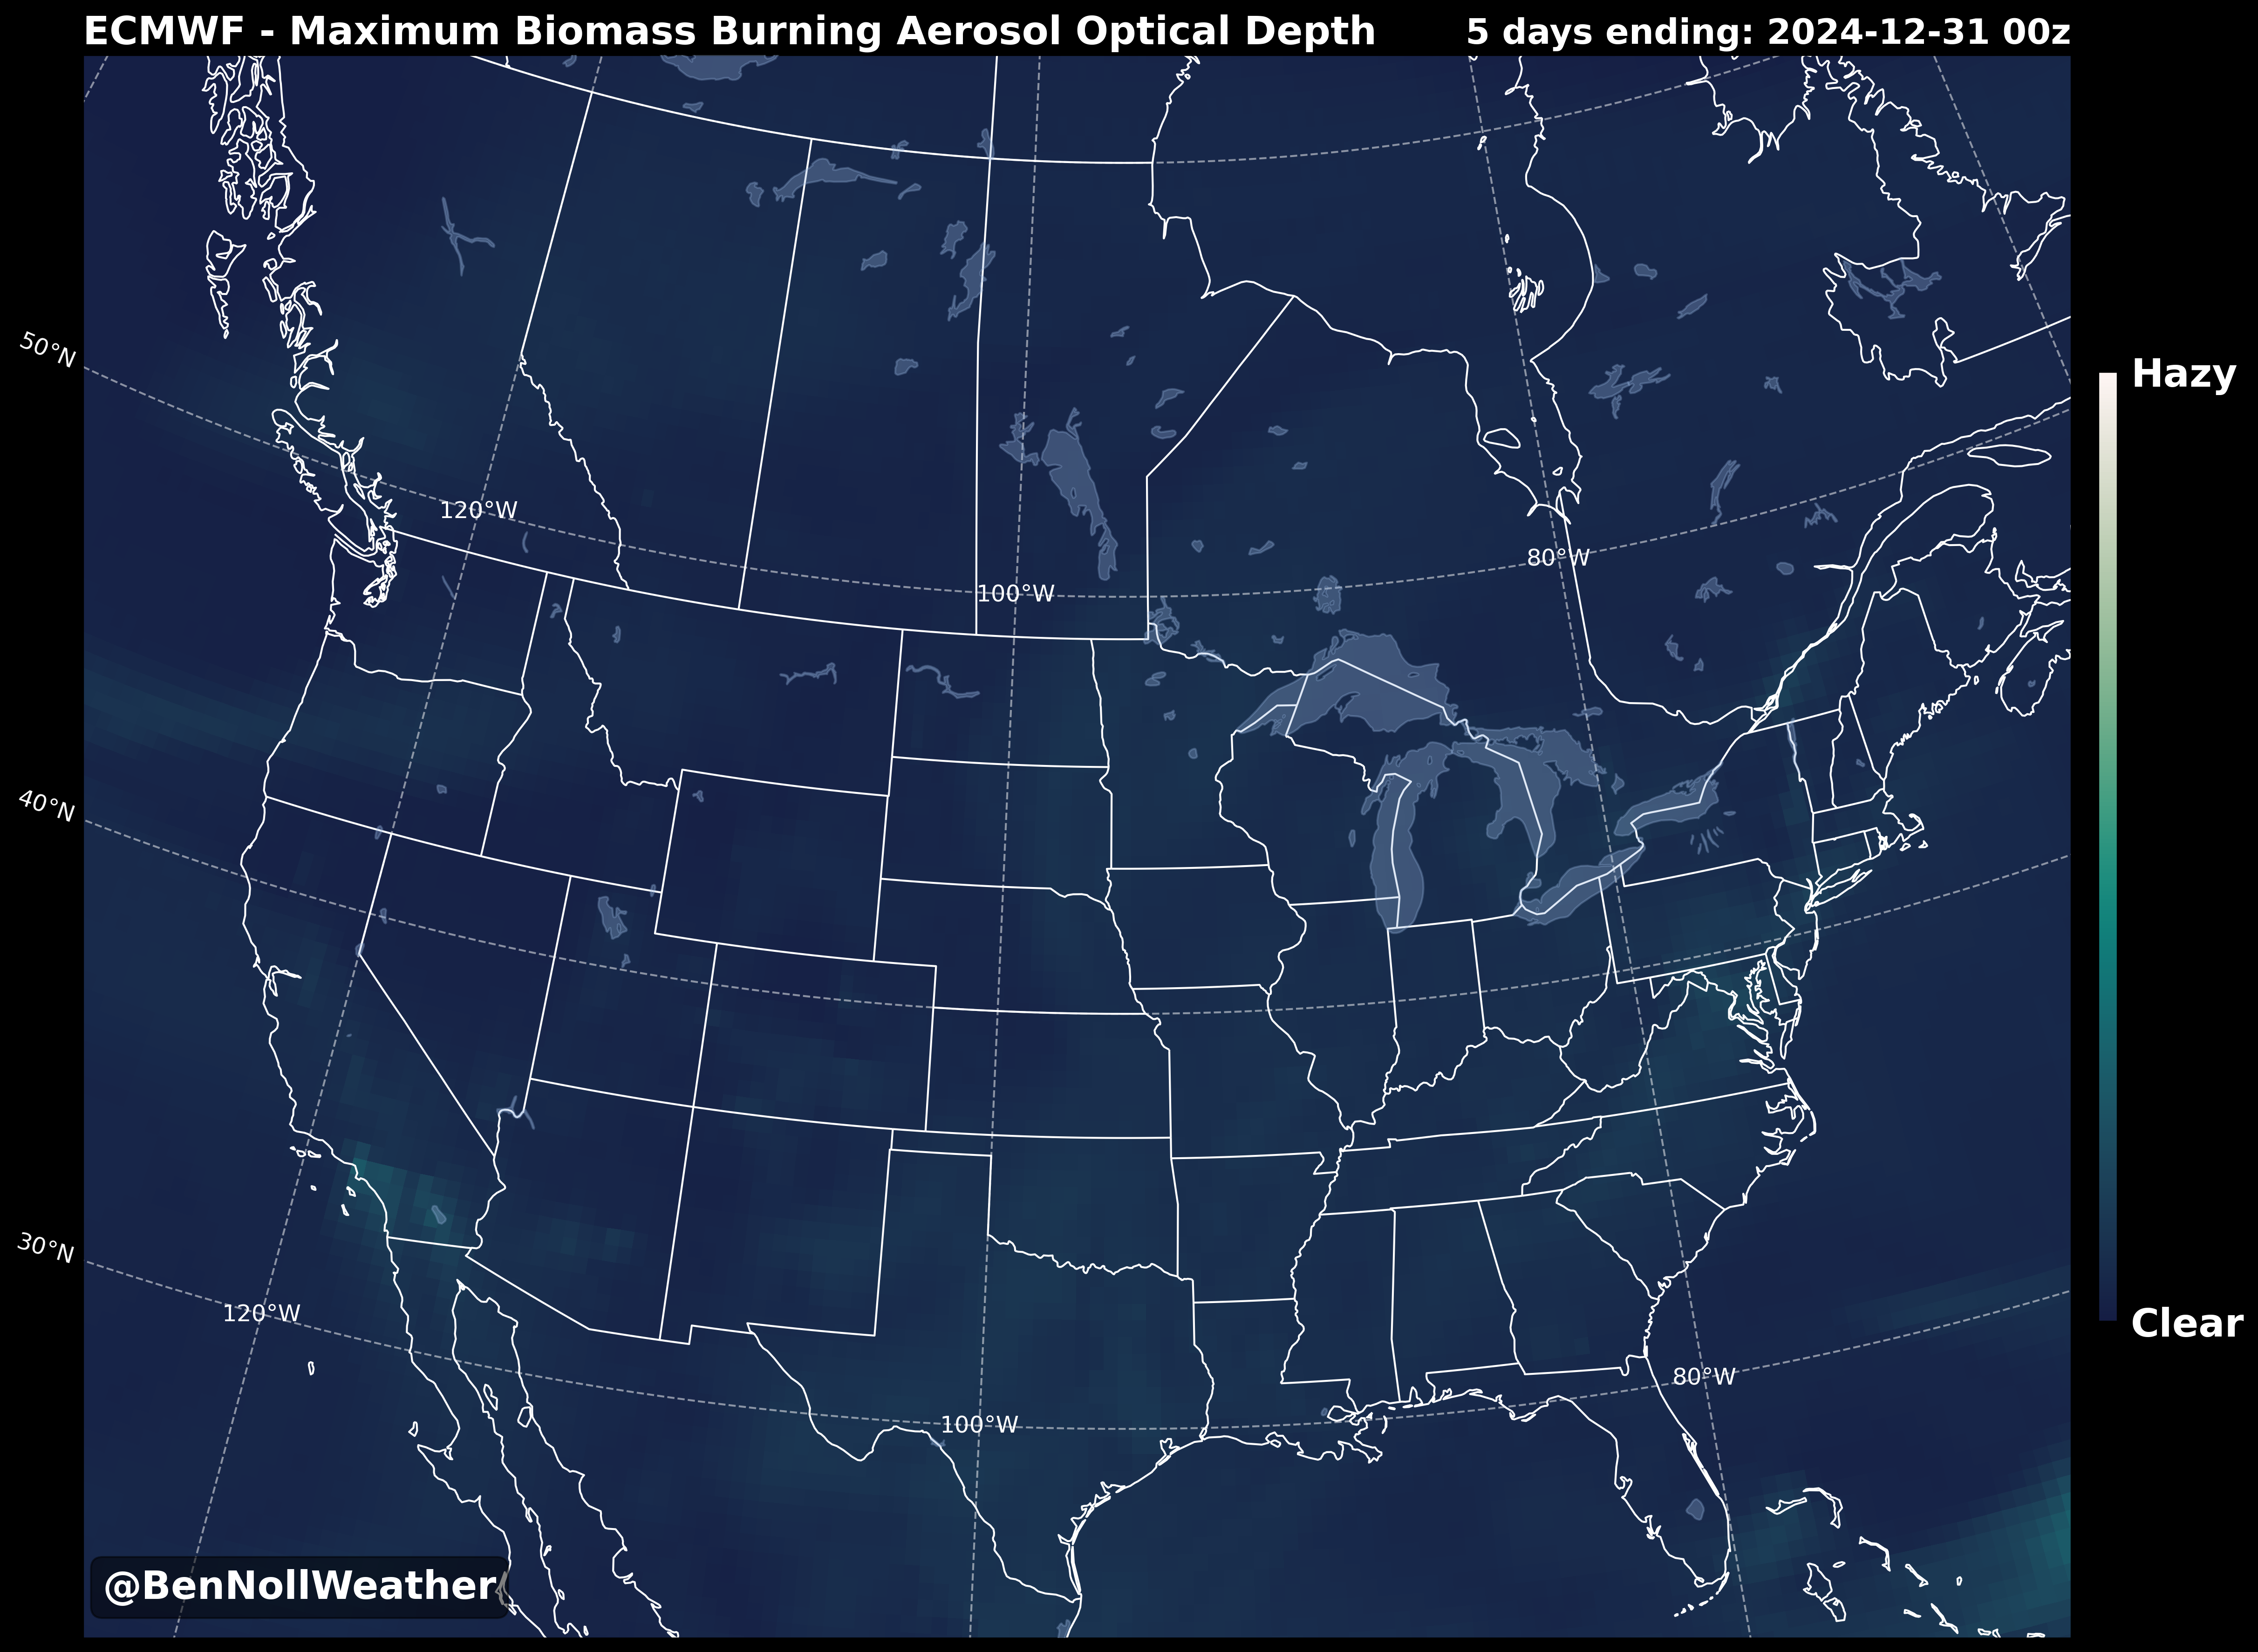 ECMWF - Maximum Biomass Burning Aerosol Optical Depth
5 days ending: 2024-12-31 00z
50°N
Hazy
120°W
80°W
100°W
40°N
30°N
120°W
Clear
80°W
100°W
@BenNollWeather